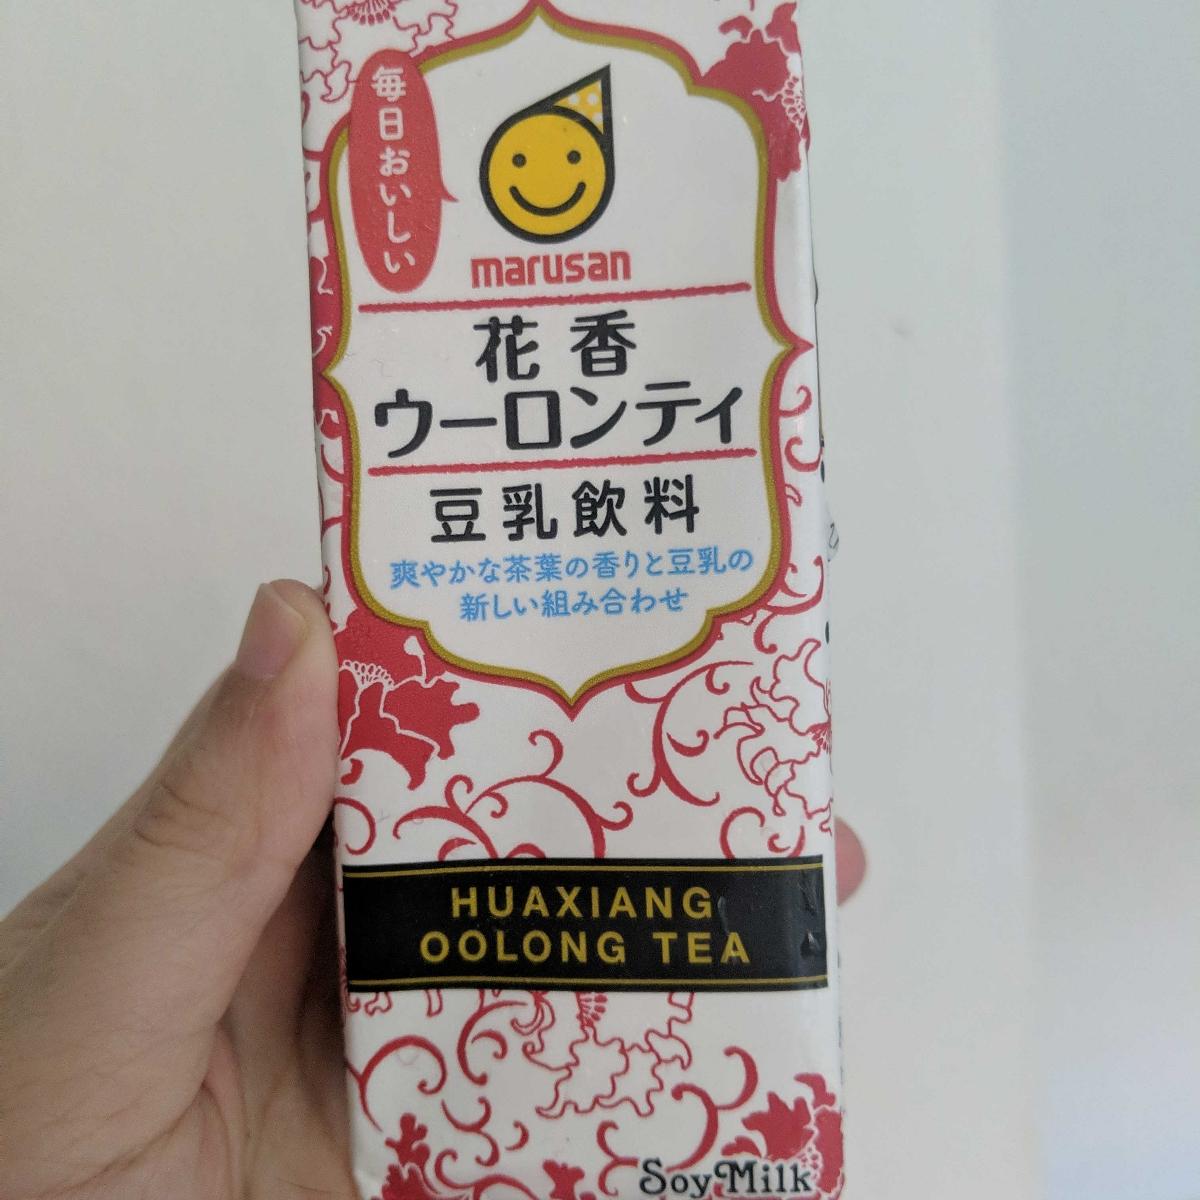 毎日おいしい
marusan
花香
ウーロンティ
豆乳飲料
爽やかな茶葉の香りと豆乳の
新しい組み合わせ
HUAXIANG
OOLONG TEA
Soy Milk